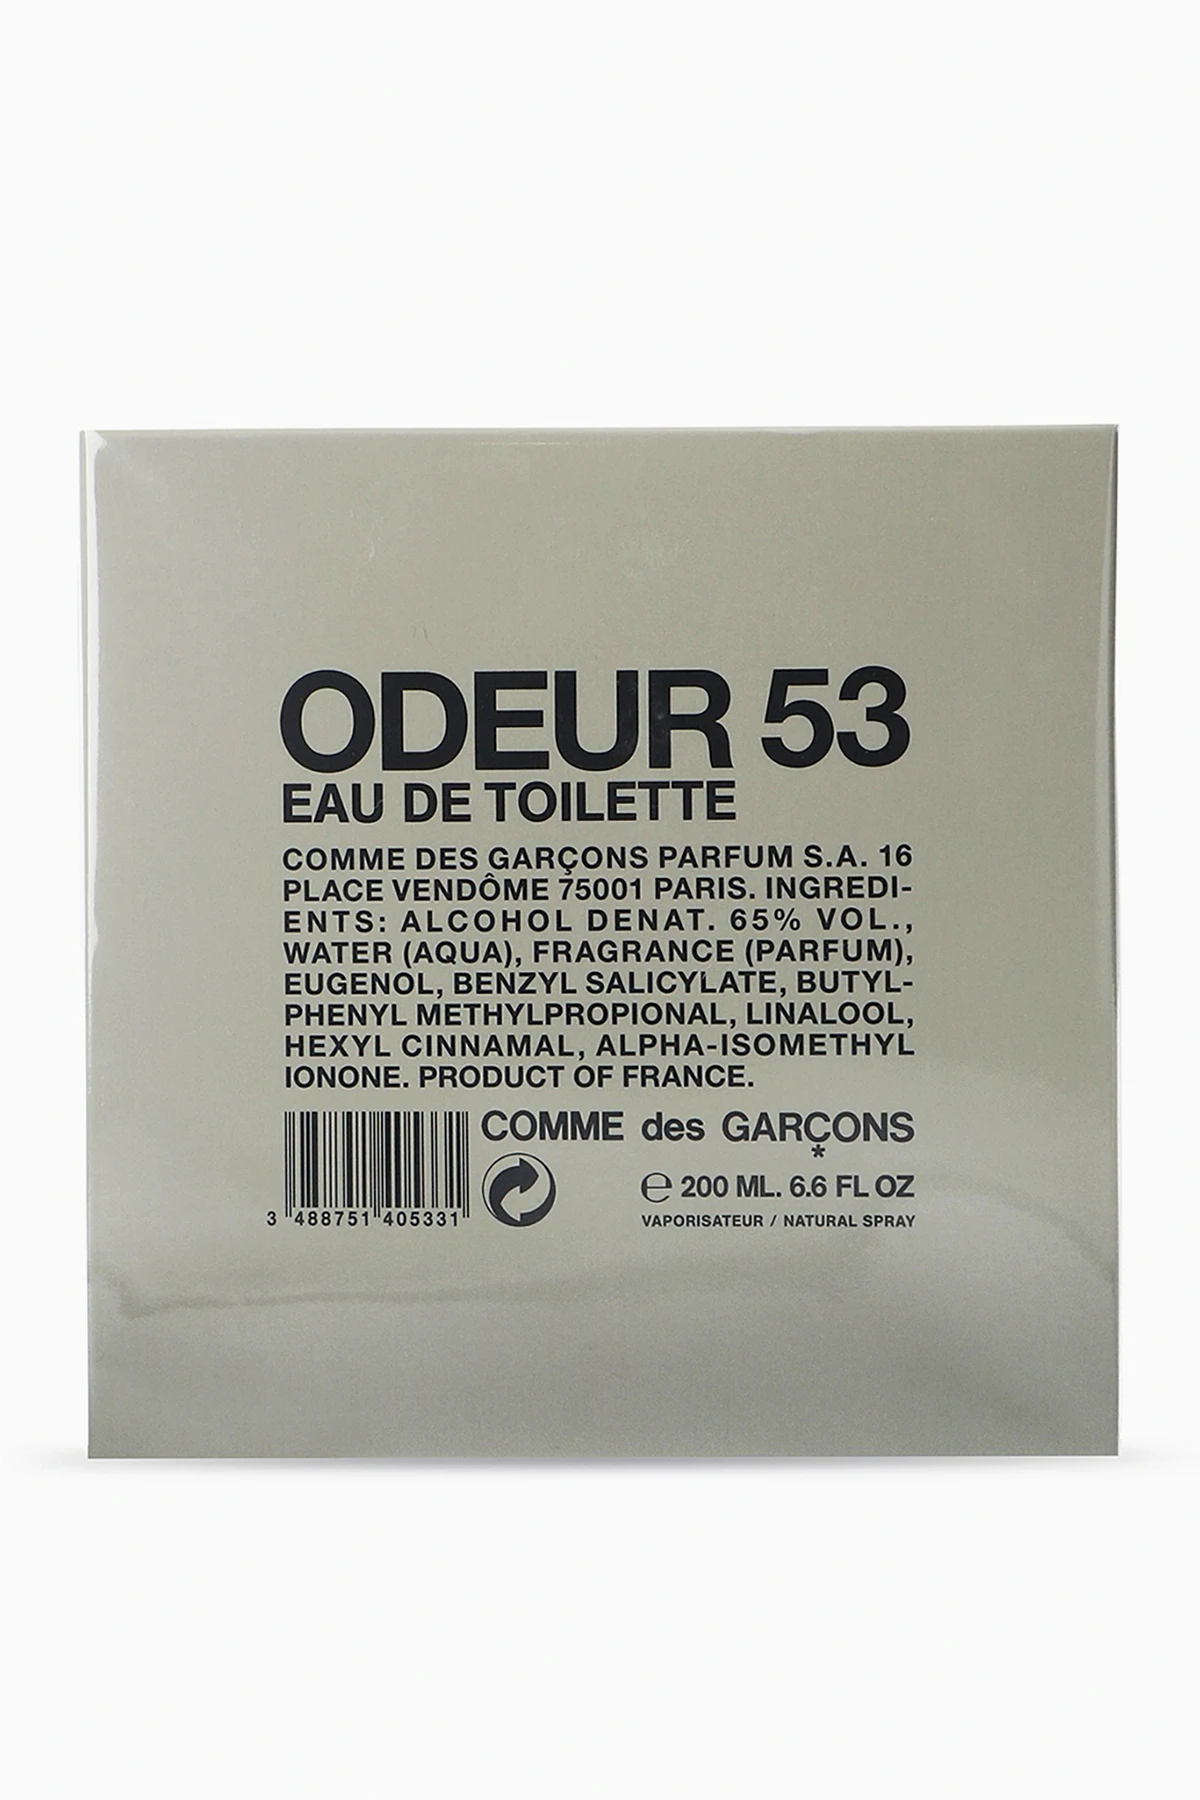 ODEUR 53
EAU DE TOILETTE
COMME DES GARÇONS PARFUM S.A. 16
PLACE VENDÔME 75001 PARIS. INGREDI-
ENTS: ALCOHOL DENAT. 65% VOL.,
WATER (AQUA), FRAGRANCE (PARFUM),
EUGENOL, BENZYL SALICYLATE, BUTYL-
PHENYL METHYLPROPIONAL, LINALOOL,
HEXYL CINNAMAL, ALPHA-ISOMETHYL
IONONE. PRODUCT OF FRANCE.
COMME des GARÇONS
*
℮ 200 ML. 6.6 FL OZ
3 488751 405331
VAPORISATEUR / NATURAL SPRAY